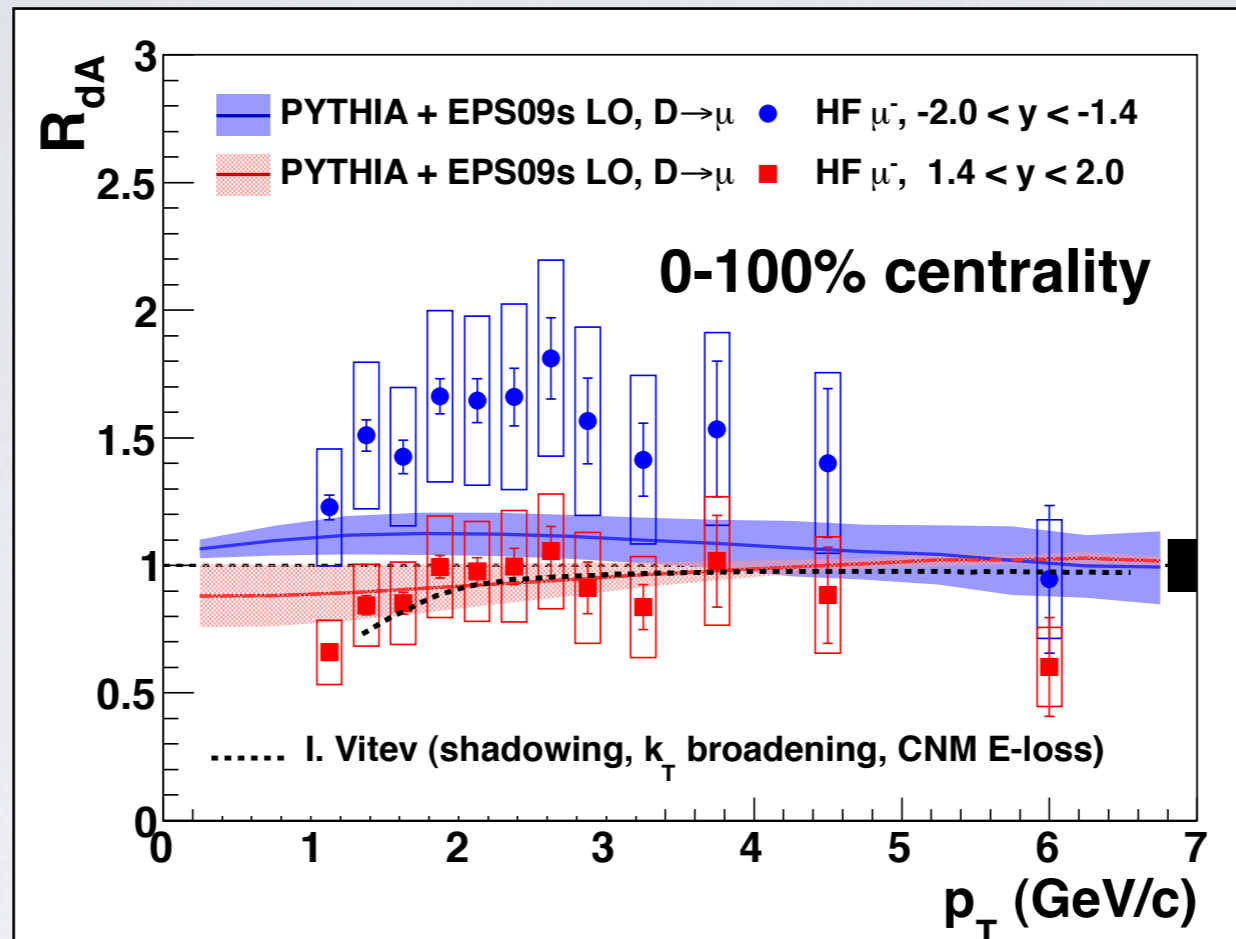 R_dA
3
2.5
2
1.5
1
0.5
0
PYTHIA + EPS09s LO, D→μ HF μ⁻, -2.0 < y < -1.4
PYTHIA + EPS09s LO, D→μ HF μ⁻, 1.4 < y < 2.0
0-100% centrality
I. Vitev (shadowing, k_T broadening, CNM E-loss)
0 1 2 3 4 5 6 7
p_T (GeV/c)